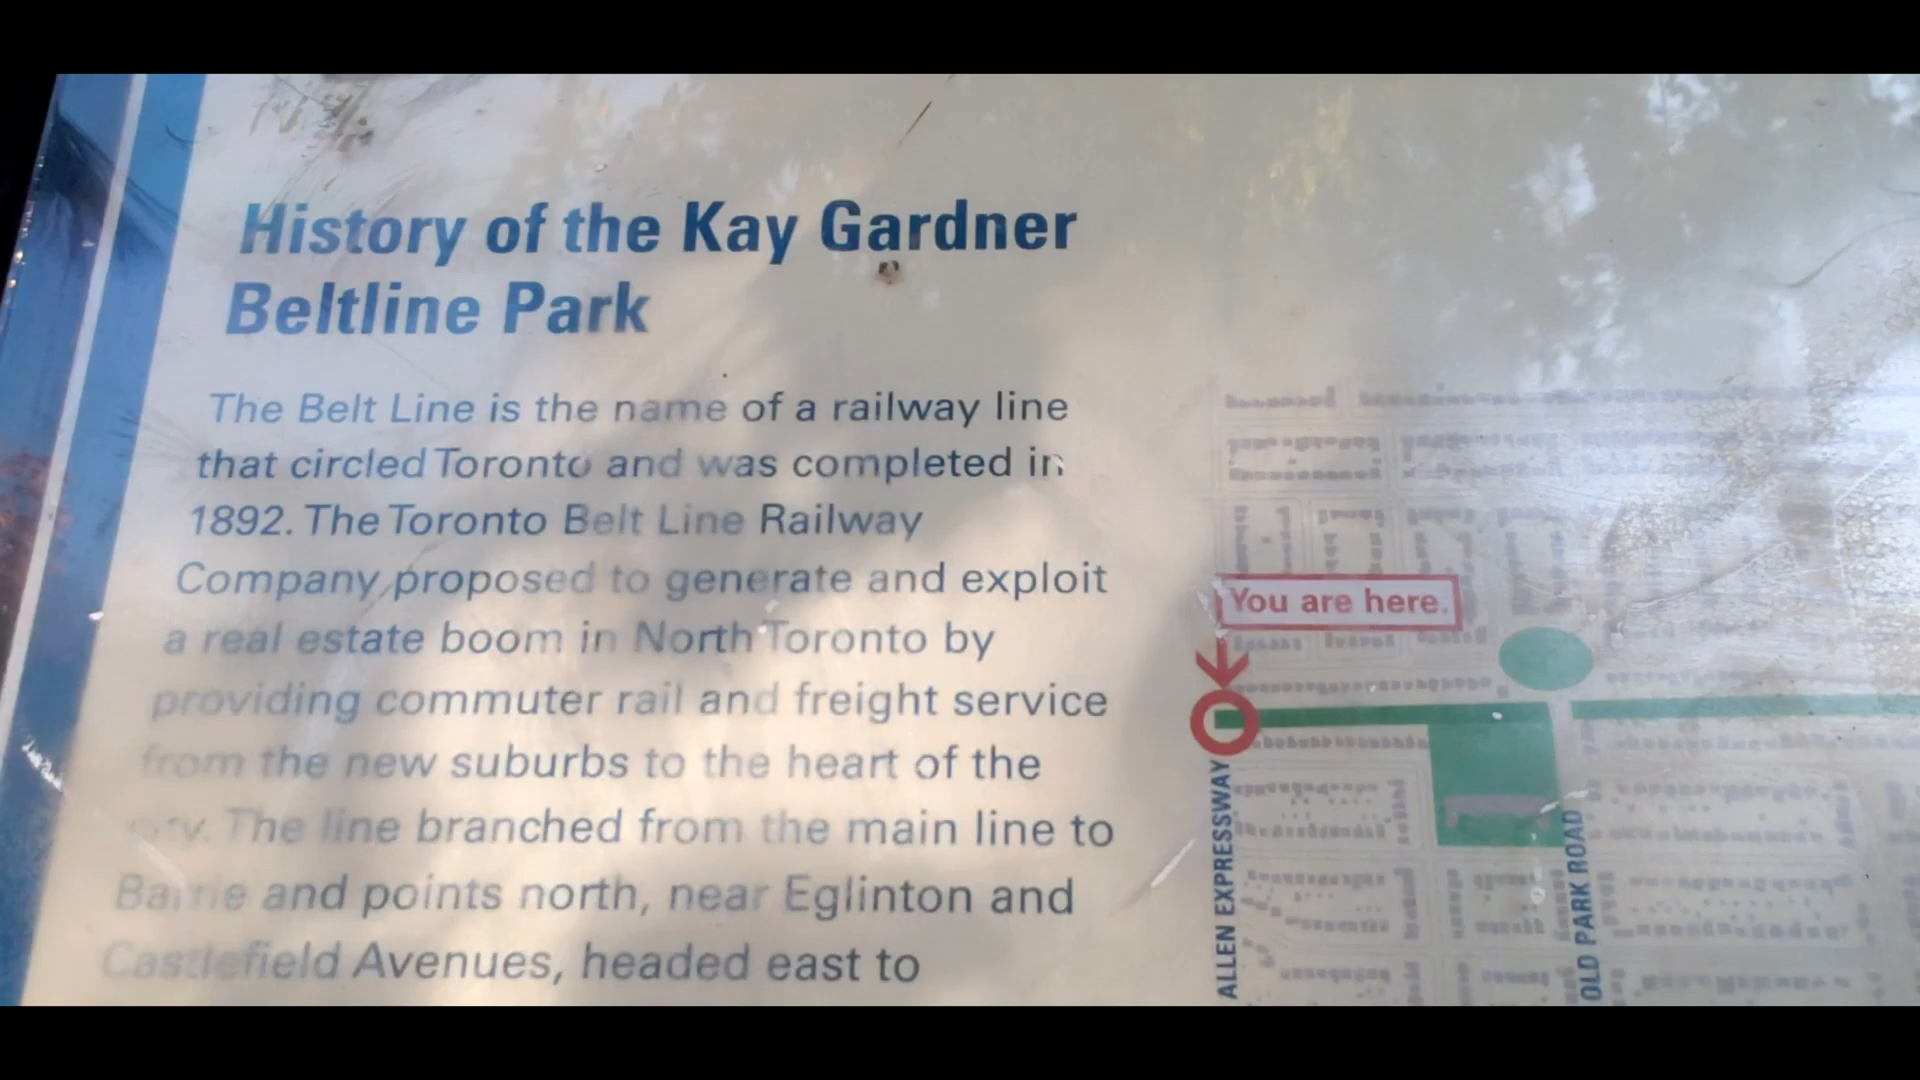 History of the Kay Gardner
Beltline Park
The Belt Line is the name of a railway line
that circled Toronto and was completed in
1892. The Toronto Belt Line Railway
Company proposed to generate and exploit
a real estate boom in North Toronto by
providing commuter rail and freight service
from the new suburbs to the heart of the
The line branched from the main line to
Barrie and points north, near Eglinton and
Castlefield Avenues, headed east to
You are here.
ALLEN EXPRESSWAY
OLD PARK ROAD